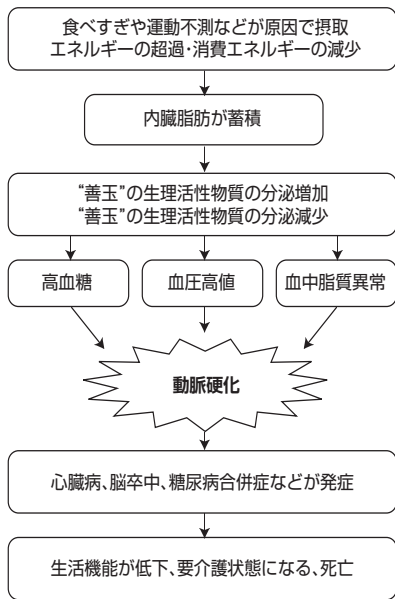 食べすぎや運動不測などが原因で摂取
エネルギーの超過・消費エネルギーの減少
内臓脂肪が蓄積
“善玉”の生理活性物質の分泌増加
“善玉”の生理活性物質の分泌減少
高血糖
血圧高値
血中脂質異常
動脈硬化
心臓病、脳卒中、糖尿病合併症などが発症
生活機能が低下、要介護状態になる、死亡